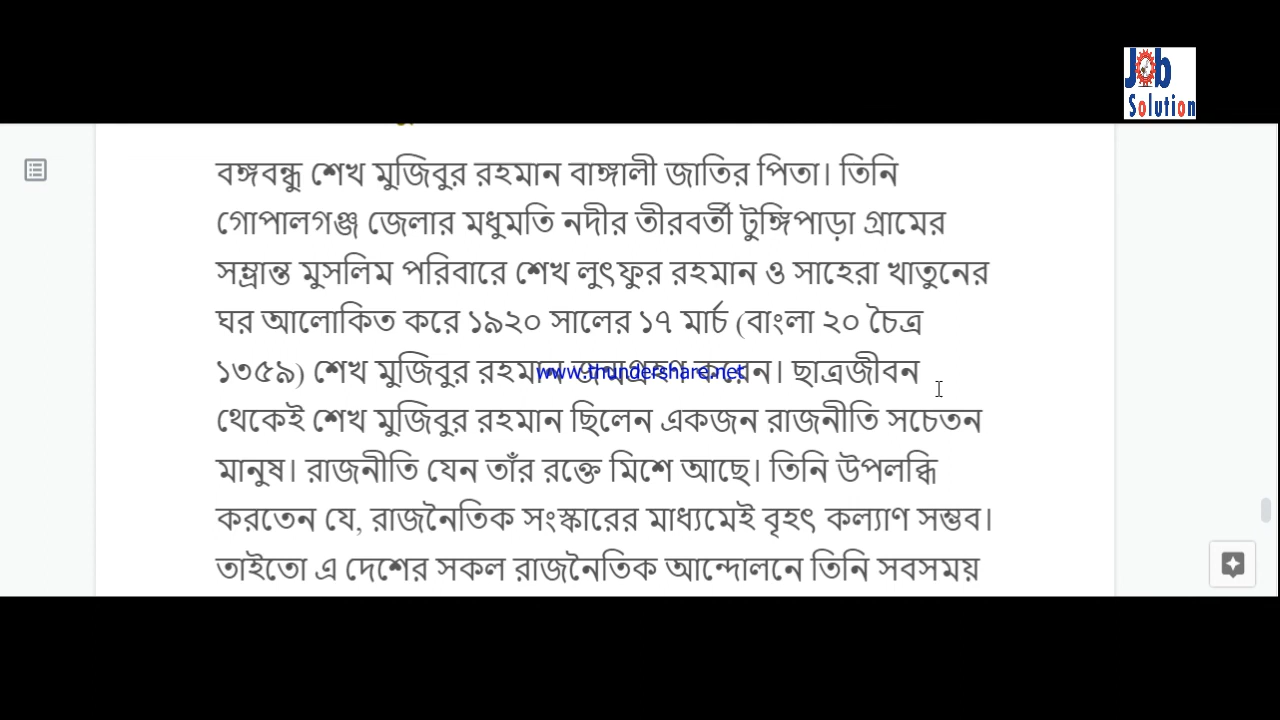 Job
Solution
বঙ্গবন্ধু শেখ মুজিবুর রহমান বাঙ্গালী জাতির পিতা। তিনি
গোপালগঞ্জ জেলার মধুমতি নদীর তীরবর্তী টুঙ্গিপাড়া গ্রামের
সম্ভ্রান্ত মুসলিম পরিবারে শেখ লুৎফুর রহমান ও সাহেরা খাতুনের
ঘর আলোকিত করে ১৯২০ সালের ১৭ মার্চ (বাংলা ২০ চৈত্র
১৩৫৯) শেখ মুজিবুর রহমান করেন। ছাত্রজীবন
www.thundershare.net
থেকেই শেখ মুজিবুর রহমান ছিলেন একজন রাজনীতি সচেতন
মানুষ। রাজনীতি যেন তাঁর রক্তে মিশে আছে। তিনি উপলব্ধি
করতেন যে, রাজনৈতিক সংস্কারের মাধ্যমেই বৃহৎ কল্যাণ সম্ভব।
তাইতো এ দেশের সকল রাজনৈতিক আন্দোলনে তিনি সবসময়